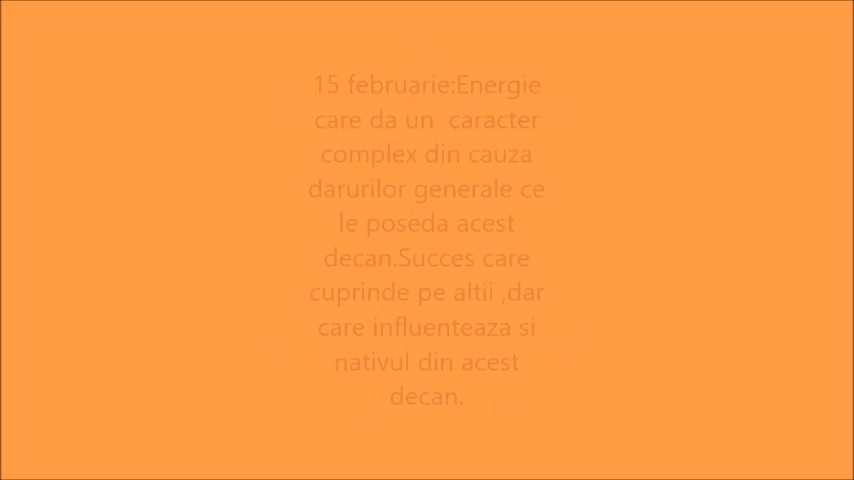 15 februarie:Energie
care da un  caracter
complex din cauza
darurilor generale ce
le poseda acest
decan.Succes care
cuprinde pe altii ,dar
care influenteaza si
nativul din acest
decan.